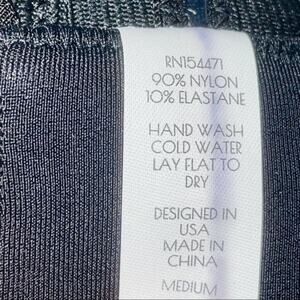 RN154471
90% NYLON
10% ELASTANE
HAND WASH
COLD WATER
LAY FLAT TO
DRY
DESIGNED IN
USA
MADE IN
CHINA
MEDIUM